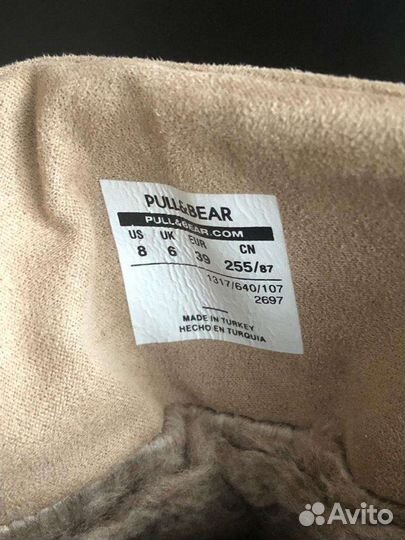 PULL&BEAR
PULL&BEAR.COM
US UK EUR CN
8 6 39 255/87
1317/640/107
2697
MADE IN TURKEY
HECHO EN TURQUIA
Avito